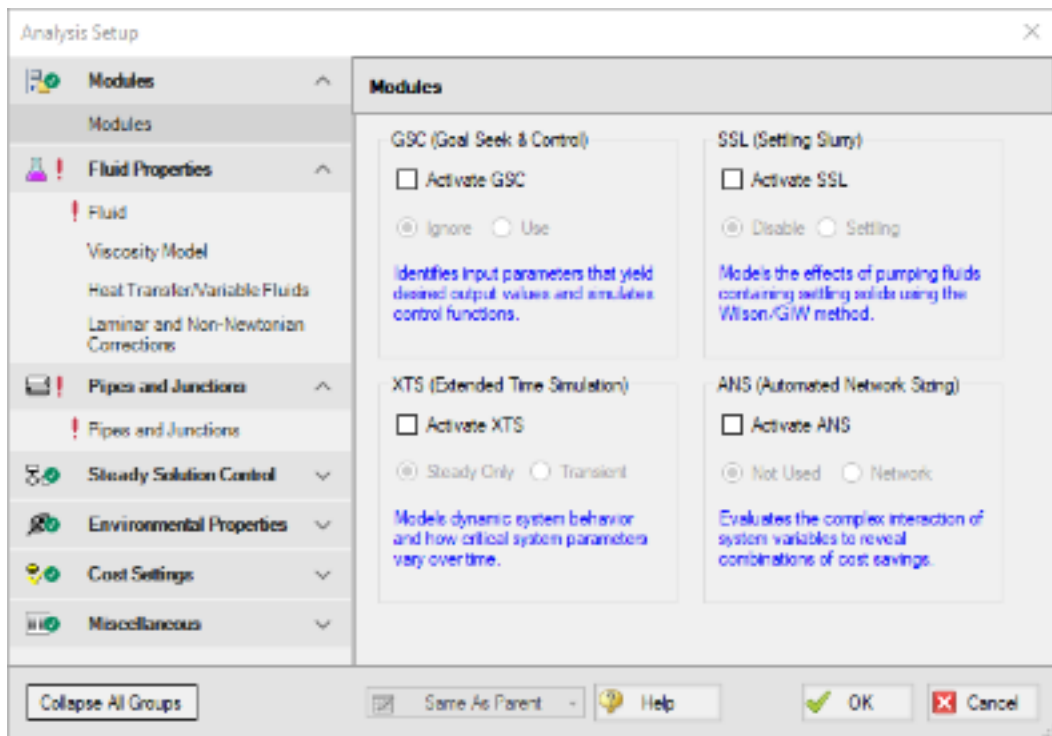 Analysis Setup
Modules
Modules
Fluid Properties
Fluid
Viscosity Model
Heat Transfer/Variable Fluids
Laminar and Non-Newtonian
Corrections
Pipes and Junctions
Pipes and Junctions
Steady Solution Control
Environmental Properties
Cost Settings
Miscellaneous
Modules
GSC (Goal Seek & Control)
Activate GSC
Ignore Use
Identifies input parameters that yield
desired output values and simulates
control functions.
SSL (Settling Slurry)
Activate SSL
Disable Settling
Models the effects of pumping fluids
containing settling solids using the
Wilson/GIW method.
XTS (Extended Time Simulation)
Activate XTS
Steady Only Transient
Models dynamic system behavior
and how critical system parameters
vary over time.
ANS (Automated Network Sizing)
Activate ANS
Not Used Network
Evaluates the complex interaction of
system variables to reveal
combinations of cost savings.
Collapse All Groups
Same As Parent
Help
OK
Cancel